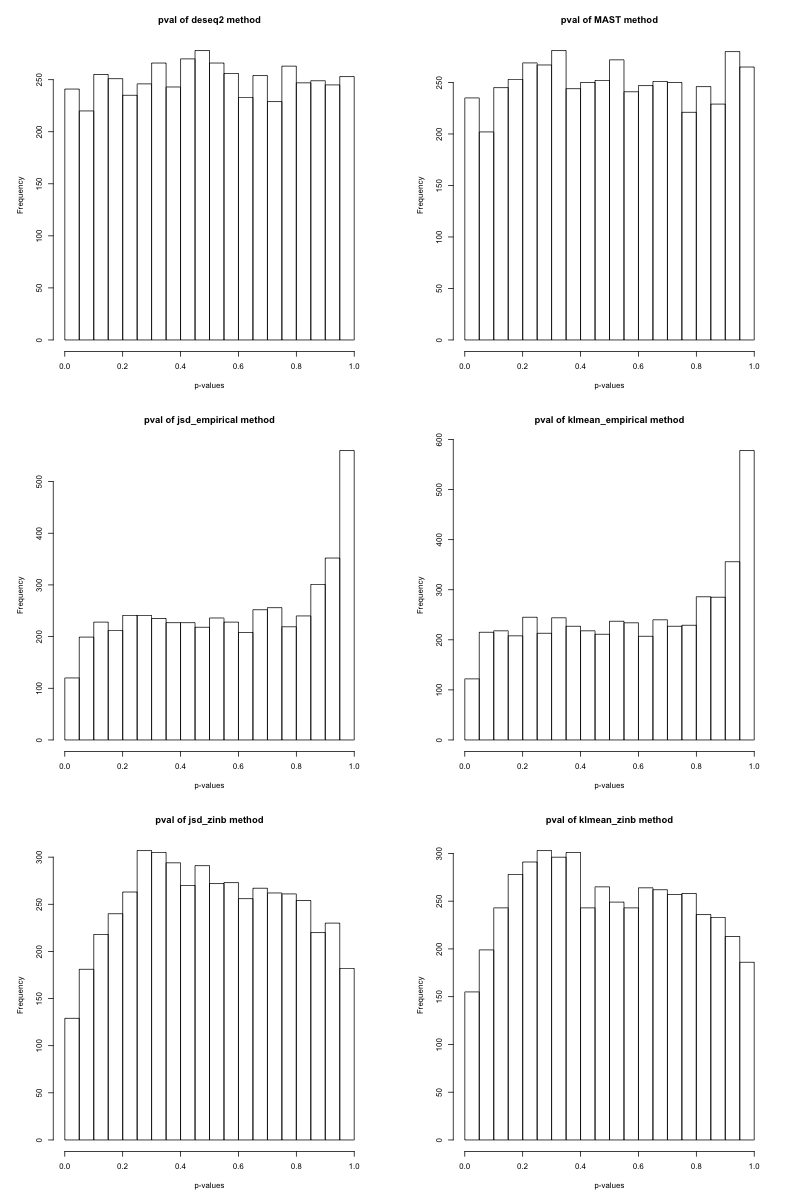 pval of deseq2 method
Frequency
0 50 100 150 200 250
0.0 0.2 0.4 0.6 0.8 1.0
p-values
pval of MAST method
Frequency
0 50 100 150 200 250
0.0 0.2 0.4 0.6 0.8 1.0
p-values
pval of jsd_empirical method
Frequency
0 100 200 300 400 500
0.0 0.2 0.4 0.6 0.8 1.0
p-values
pval of klmean_empirical method
Frequency
0 100 200 300 400 500 600
0.0 0.2 0.4 0.6 0.8 1.0
p-values
pval of jsd_zinb method
Frequency
0 50 100 150 200 250 300
0.0 0.2 0.4 0.6 0.8 1.0
p-values
pval of klmean_zinb method
Frequency
0 50 100 150 200 250 300
0.0 0.2 0.4 0.6 0.8 1.0
p-values